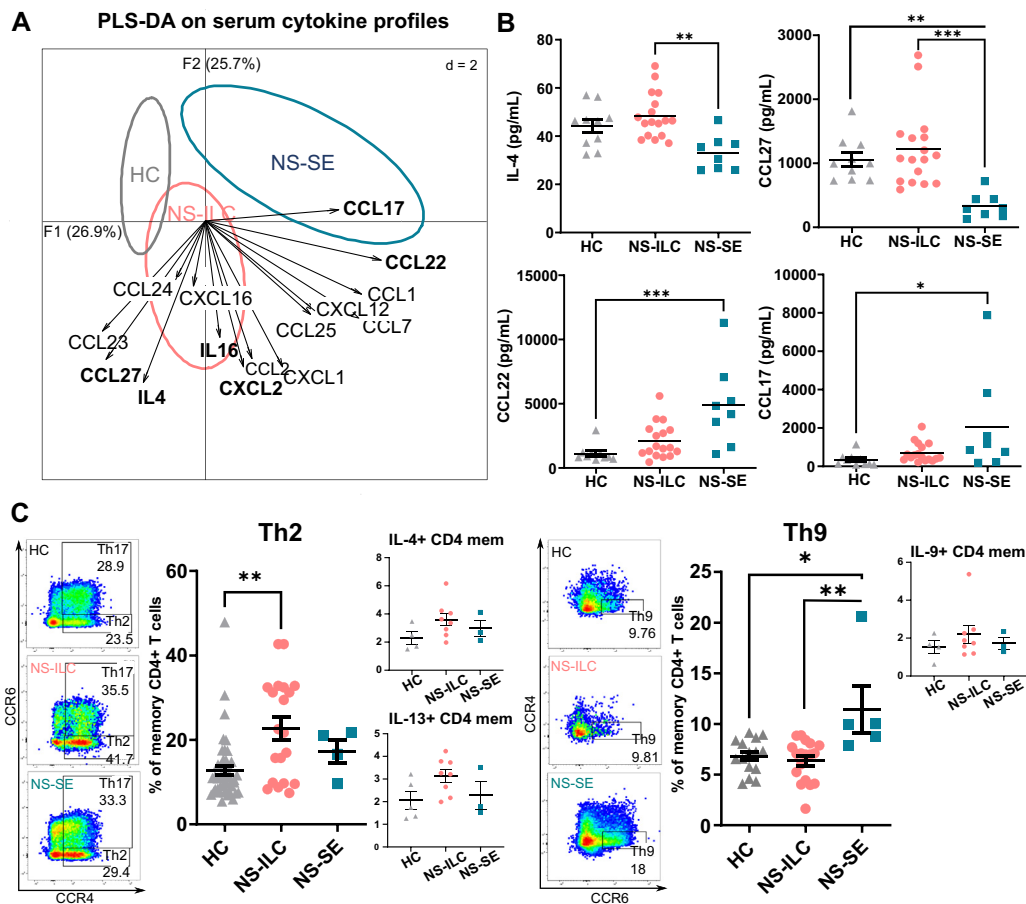 A
PLS-DA on serum cytokine profiles
F2 (25.7%)
d = 2
HC
NS-SE
NS-ILC
CCL17
F1 (26.9%)
CCL22
CCL24
CXCL16
CCL1
CXCL12
CCL25
CCL7
CCL23
IL16
CCL27
CCL2
CXCL1
IL4
CXCL2
B
IL-4 (pg/mL)
80
60
40
20
0
**
HC
NS-ILC
NS-SE
CCL27 (pg/mL)
3000
2000
1000
0
**
***
HC
NS-ILC
NS-SE
CCL22 (pg/mL)
15000
10000
5000
0
***
HC
NS-ILC
NS-SE
CCL17 (pg/mL)
10000
8000
6000
4000
2000
0
*
HC
NS-ILC
NS-SE
C
HC
Th17
28.9
Th2
23.5
NS-ILC
Th17
35.5
Th2
41.7
NS-SE
Th17
33.3
Th2
29.4
CCR6
CCR4
Th2
% of memory CD4+ T cells
60
40
20
0
**
HC
NS-ILC
NS-SE
IL-4+ CD4 mem
8
6
4
2
0
HC
NS-ILC
NS-SE
IL-13+ CD4 mem
5
4
3
2
1
0
HC
NS-ILC
NS-SE
HC
Th9
9.76
NS-ILC
Th9
9.81
NS-SE
Th9
18
CCR4
CCR6
Th9
% of memory CD4+ T cells
25
20
15
10
5
0
*
**
HC
NS-ILC
NS-SE
IL-9+ CD4 mem
6
4
2
0
HC
NS-ILC
NS-SE